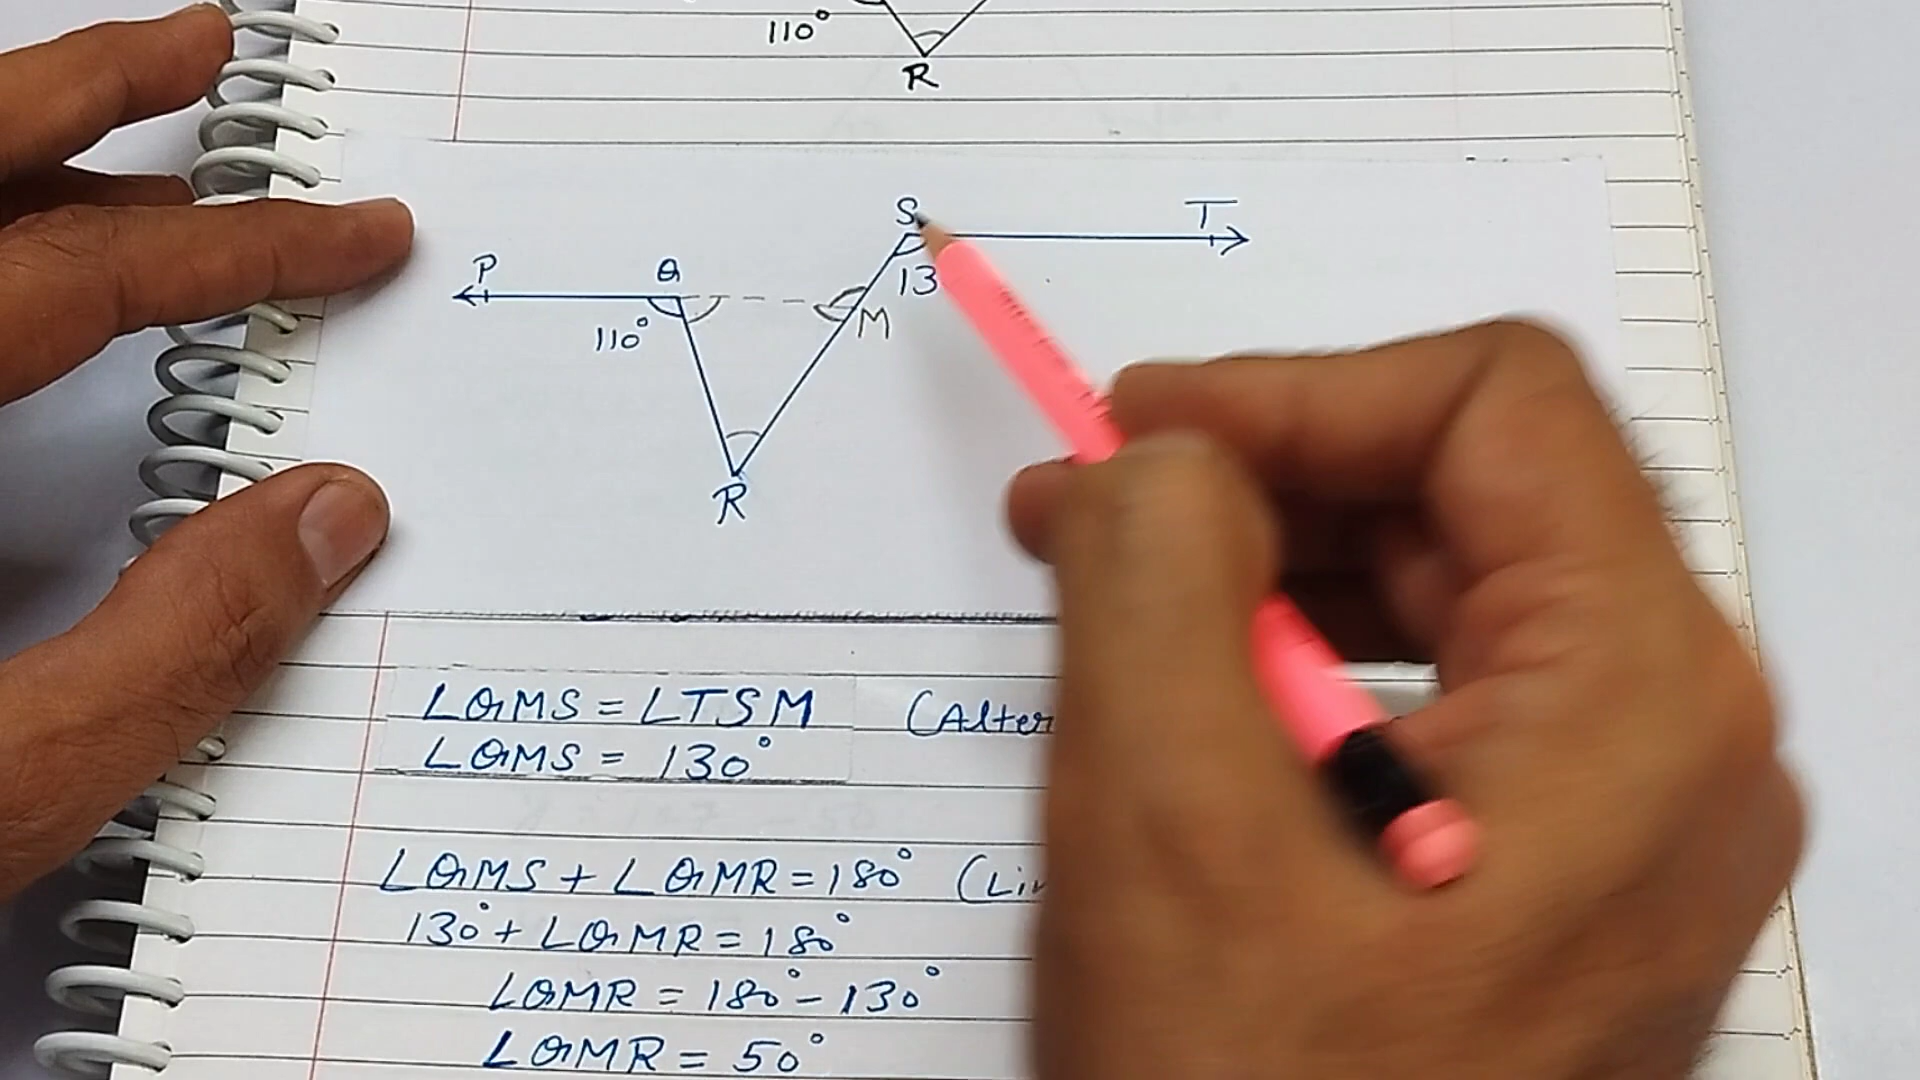 110°
R
S
T
P
Q
13
M
110°
R
∠QMS = ∠TSM (Alter
∠QMS = 130°
∠QMS + ∠QMR = 180° (Lin
130° + ∠QMR = 180°
∠QMR = 180° - 130°
∠QMR = 50°